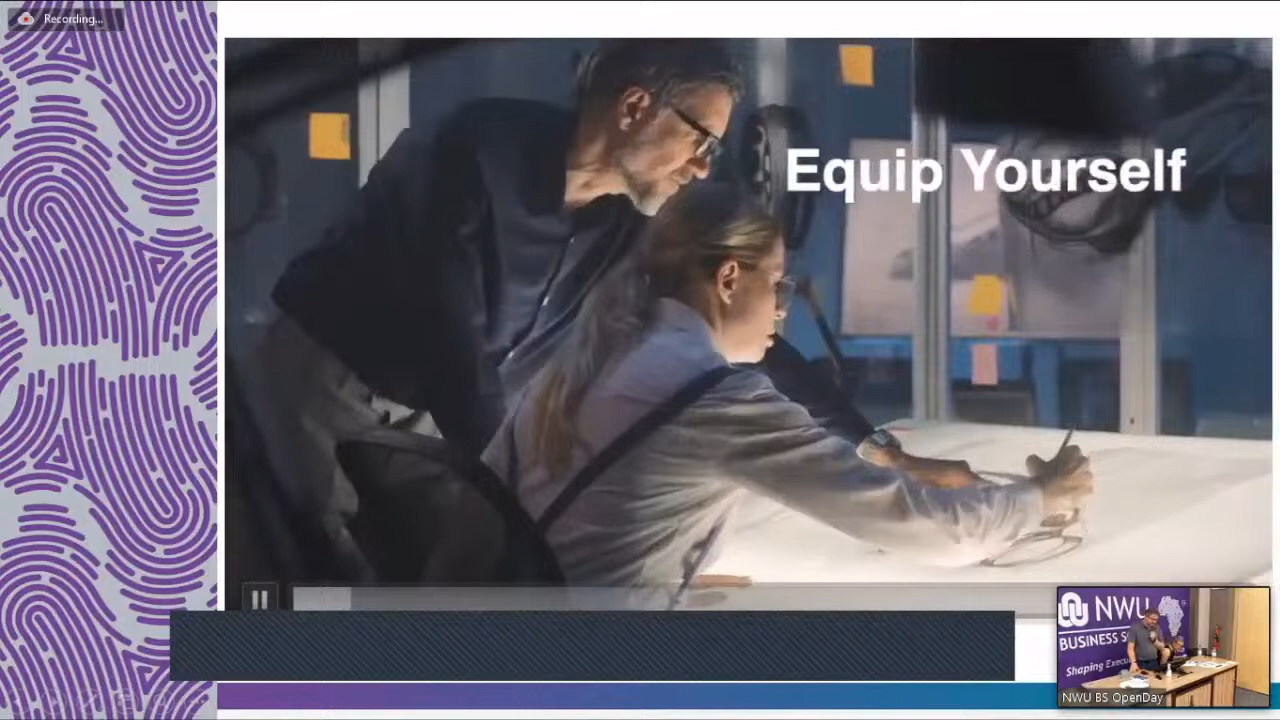 Recording...
Equip Yourself
NWU
BUSINESS S
Shaping Execu
NWU BS OpenDay